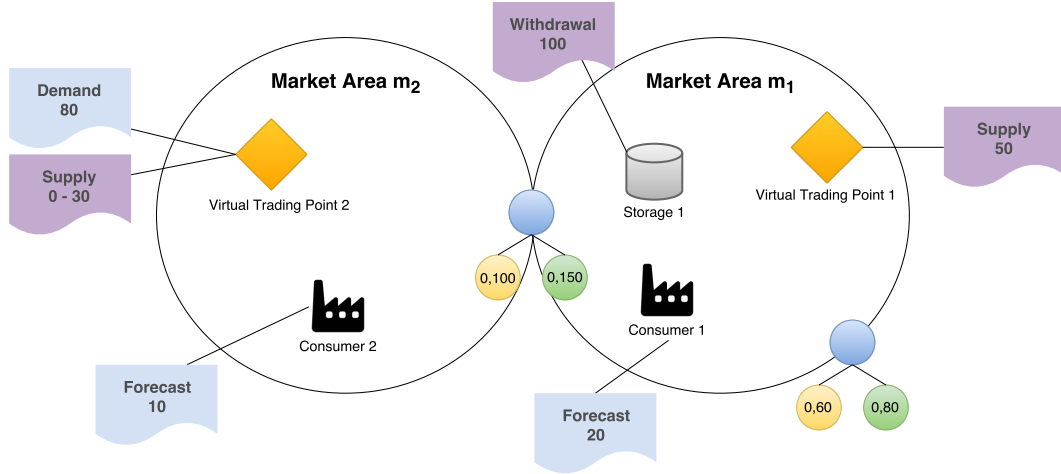 Withdrawal
100
Market Area m2
Market Area m1
Demand
80
Supply
0 - 30
Supply
50
Virtual Trading Point 2
Storage 1
Virtual Trading Point 1
0,100
0,150
Consumer 2
Consumer 1
Forecast
10
Forecast
20
0,60
0,80